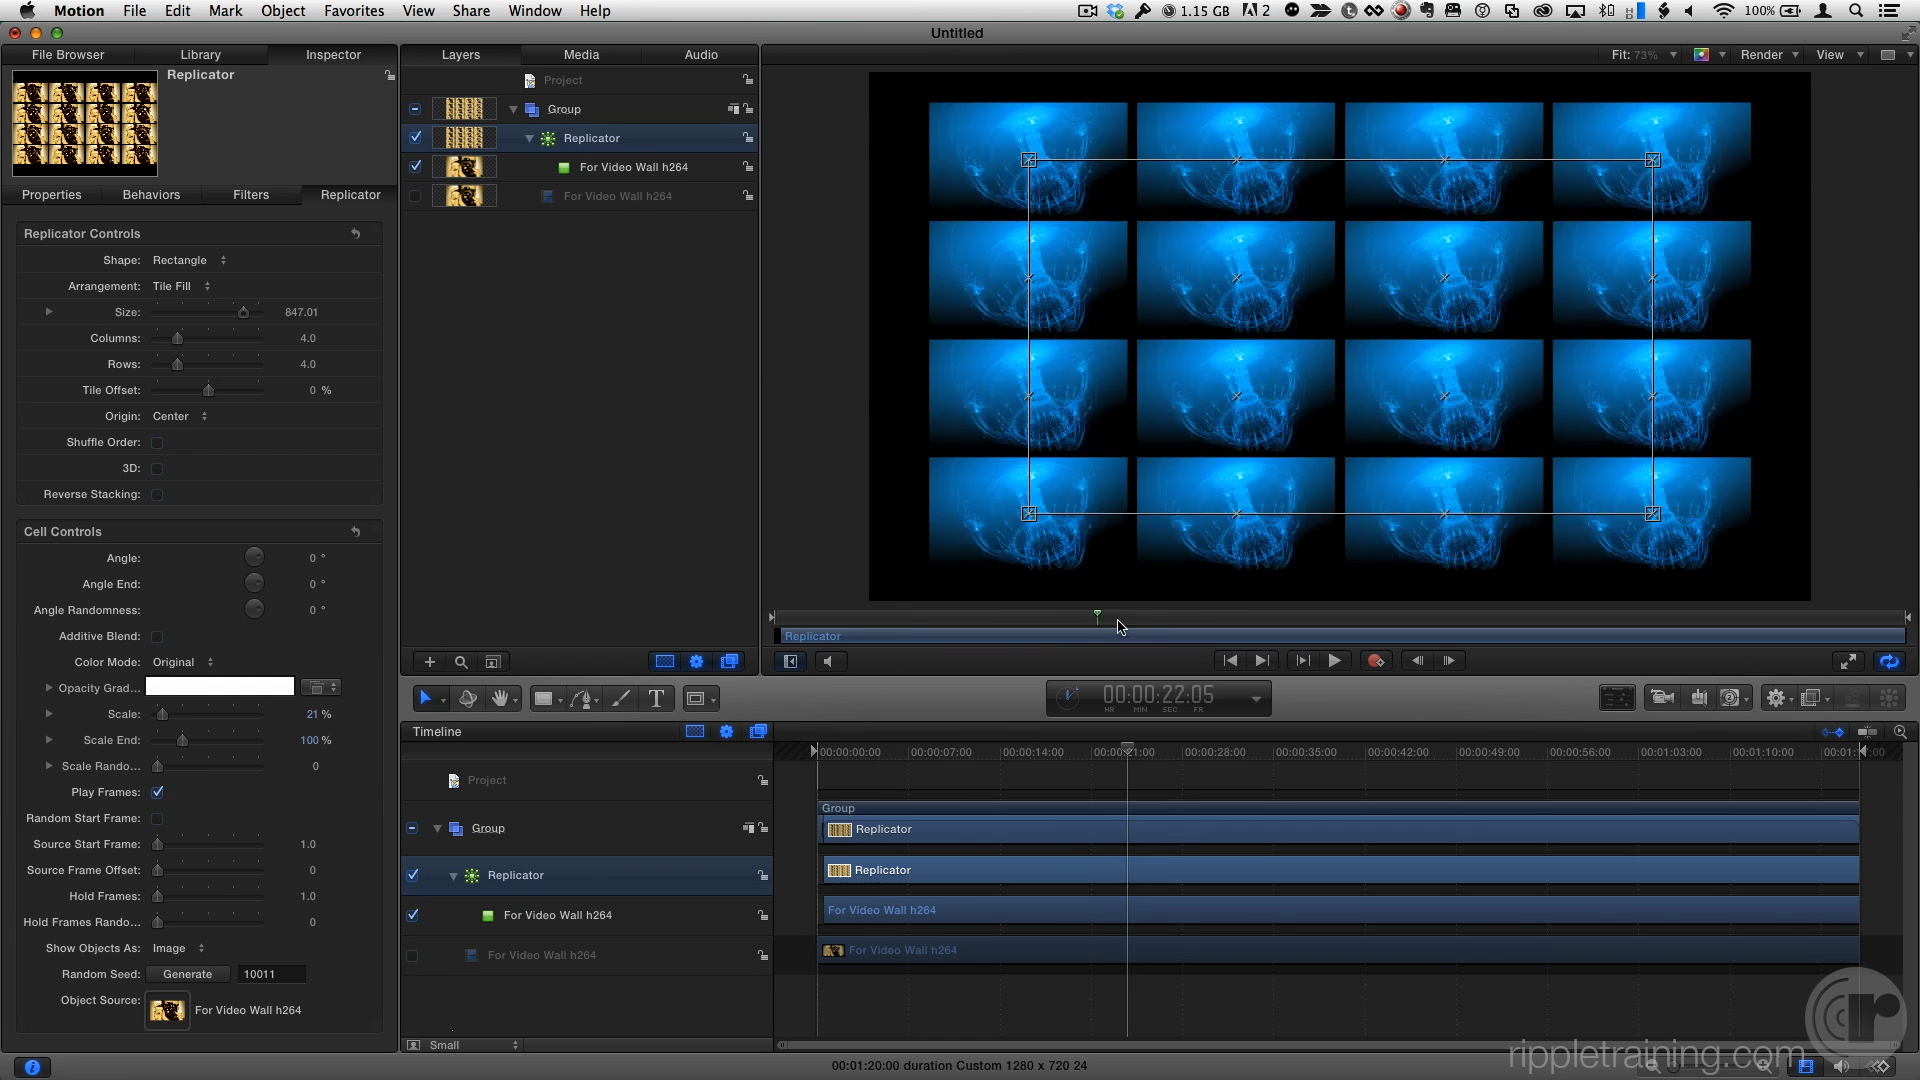 Motion File Edit Mark Object Favorites View Share Window Help
1.15 GB 2 100%
Untitled
File Browser Library Inspector
Layers Media Audio
Fit: 73% Render View
Replicator
Project
Group
Replicator
For Video Wall h264
For Video Wall h264
Properties Behaviors Filters Replicator
Replicator Controls
Shape: Rectangle
Arrangement: Tile Fill
Size: 847.01
Columns: 4.0
Rows: 4.0
Tile Offset: 0 %
Origin: Center
Shuffle Order:
3D:
Reverse Stacking:
Cell Controls
Angle: 0 °
Angle End: 0 °
Angle Randomness: 0 °
Additive Blend:
Color Mode: Original
Opacity Grad...
Scale: 21 %
Scale End: 100 %
Scale Rando... 0
Play Frames:
Random Start Frame:
Source Start Frame: 1.0
Source Frame Offset: 0
Hold Frames: 1.0
Hold Frames Rando... 0
Show Objects As: Image
Random Seed: Generate 10011
Object Source: For Video Wall h264
Replicator
T
00:00:22:05
HR MIN SEC FR
Timeline
00:00:00:00 00:00:07:00 00:00:14:00 00:00:21:00 00:00:28:00 00:00:35:00 00:00:42:00 00:00:49:00 00:00:56:00 00:01:03:00 00:01:10:00
Project
Group
Group
Replicator
Replicator
Replicator
For Video Wall h264
For Video Wall h264
For Video Wall h264
For Video Wall h264
Small
00:01:20:00 duration Custom 1280 x 720 24
rippletraining.com